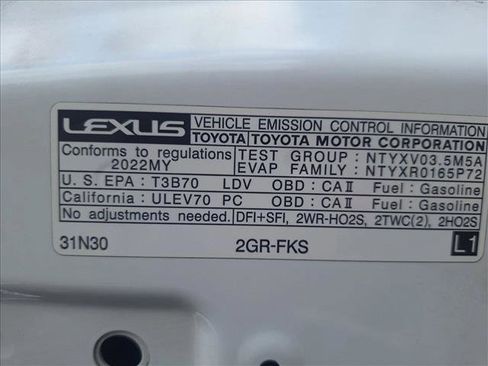 LEXUS VEHICLE EMISSION CONTROL INFORMATION
TOYOTA TOYOTA MOTOR CORPORATION
Conforms to regulations
2022MY
TEST GROUP : NTYXV03.5M5A
EVAP FAMILY : NTYXR0165P72
U. S. EPA : T3B70 LDV OBD : CAⅡ Fuel : Gasoline
California : ULEV70 PC OBD : CAⅡ Fuel : Gasoline
No adjustments needed. DFI+SFI, 2WR-HO2S, 2TWC(2), 2HO2S
31N30 2GR-FKS L1